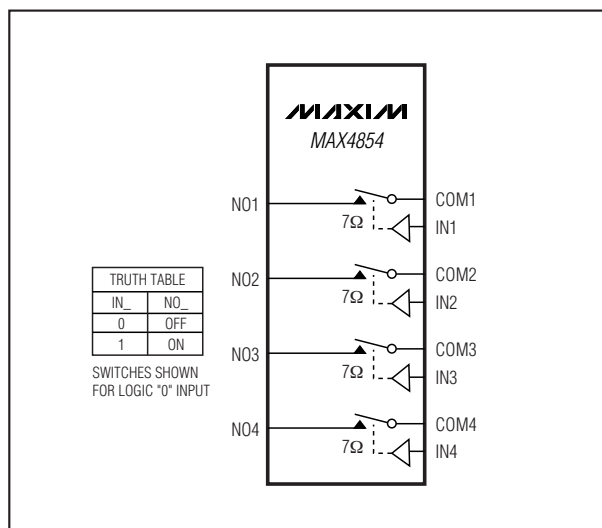 MAXIM
MAX4854
NO1
COM1
7Ω
IN1
NO2
COM2
7Ω
IN2
NO3
COM3
7Ω
IN3
NO4
COM4
7Ω
IN4
TRUTH TABLE
IN_ NO_
0 OFF
1 ON
SWITCHES SHOWN
FOR LOGIC "0" INPUT